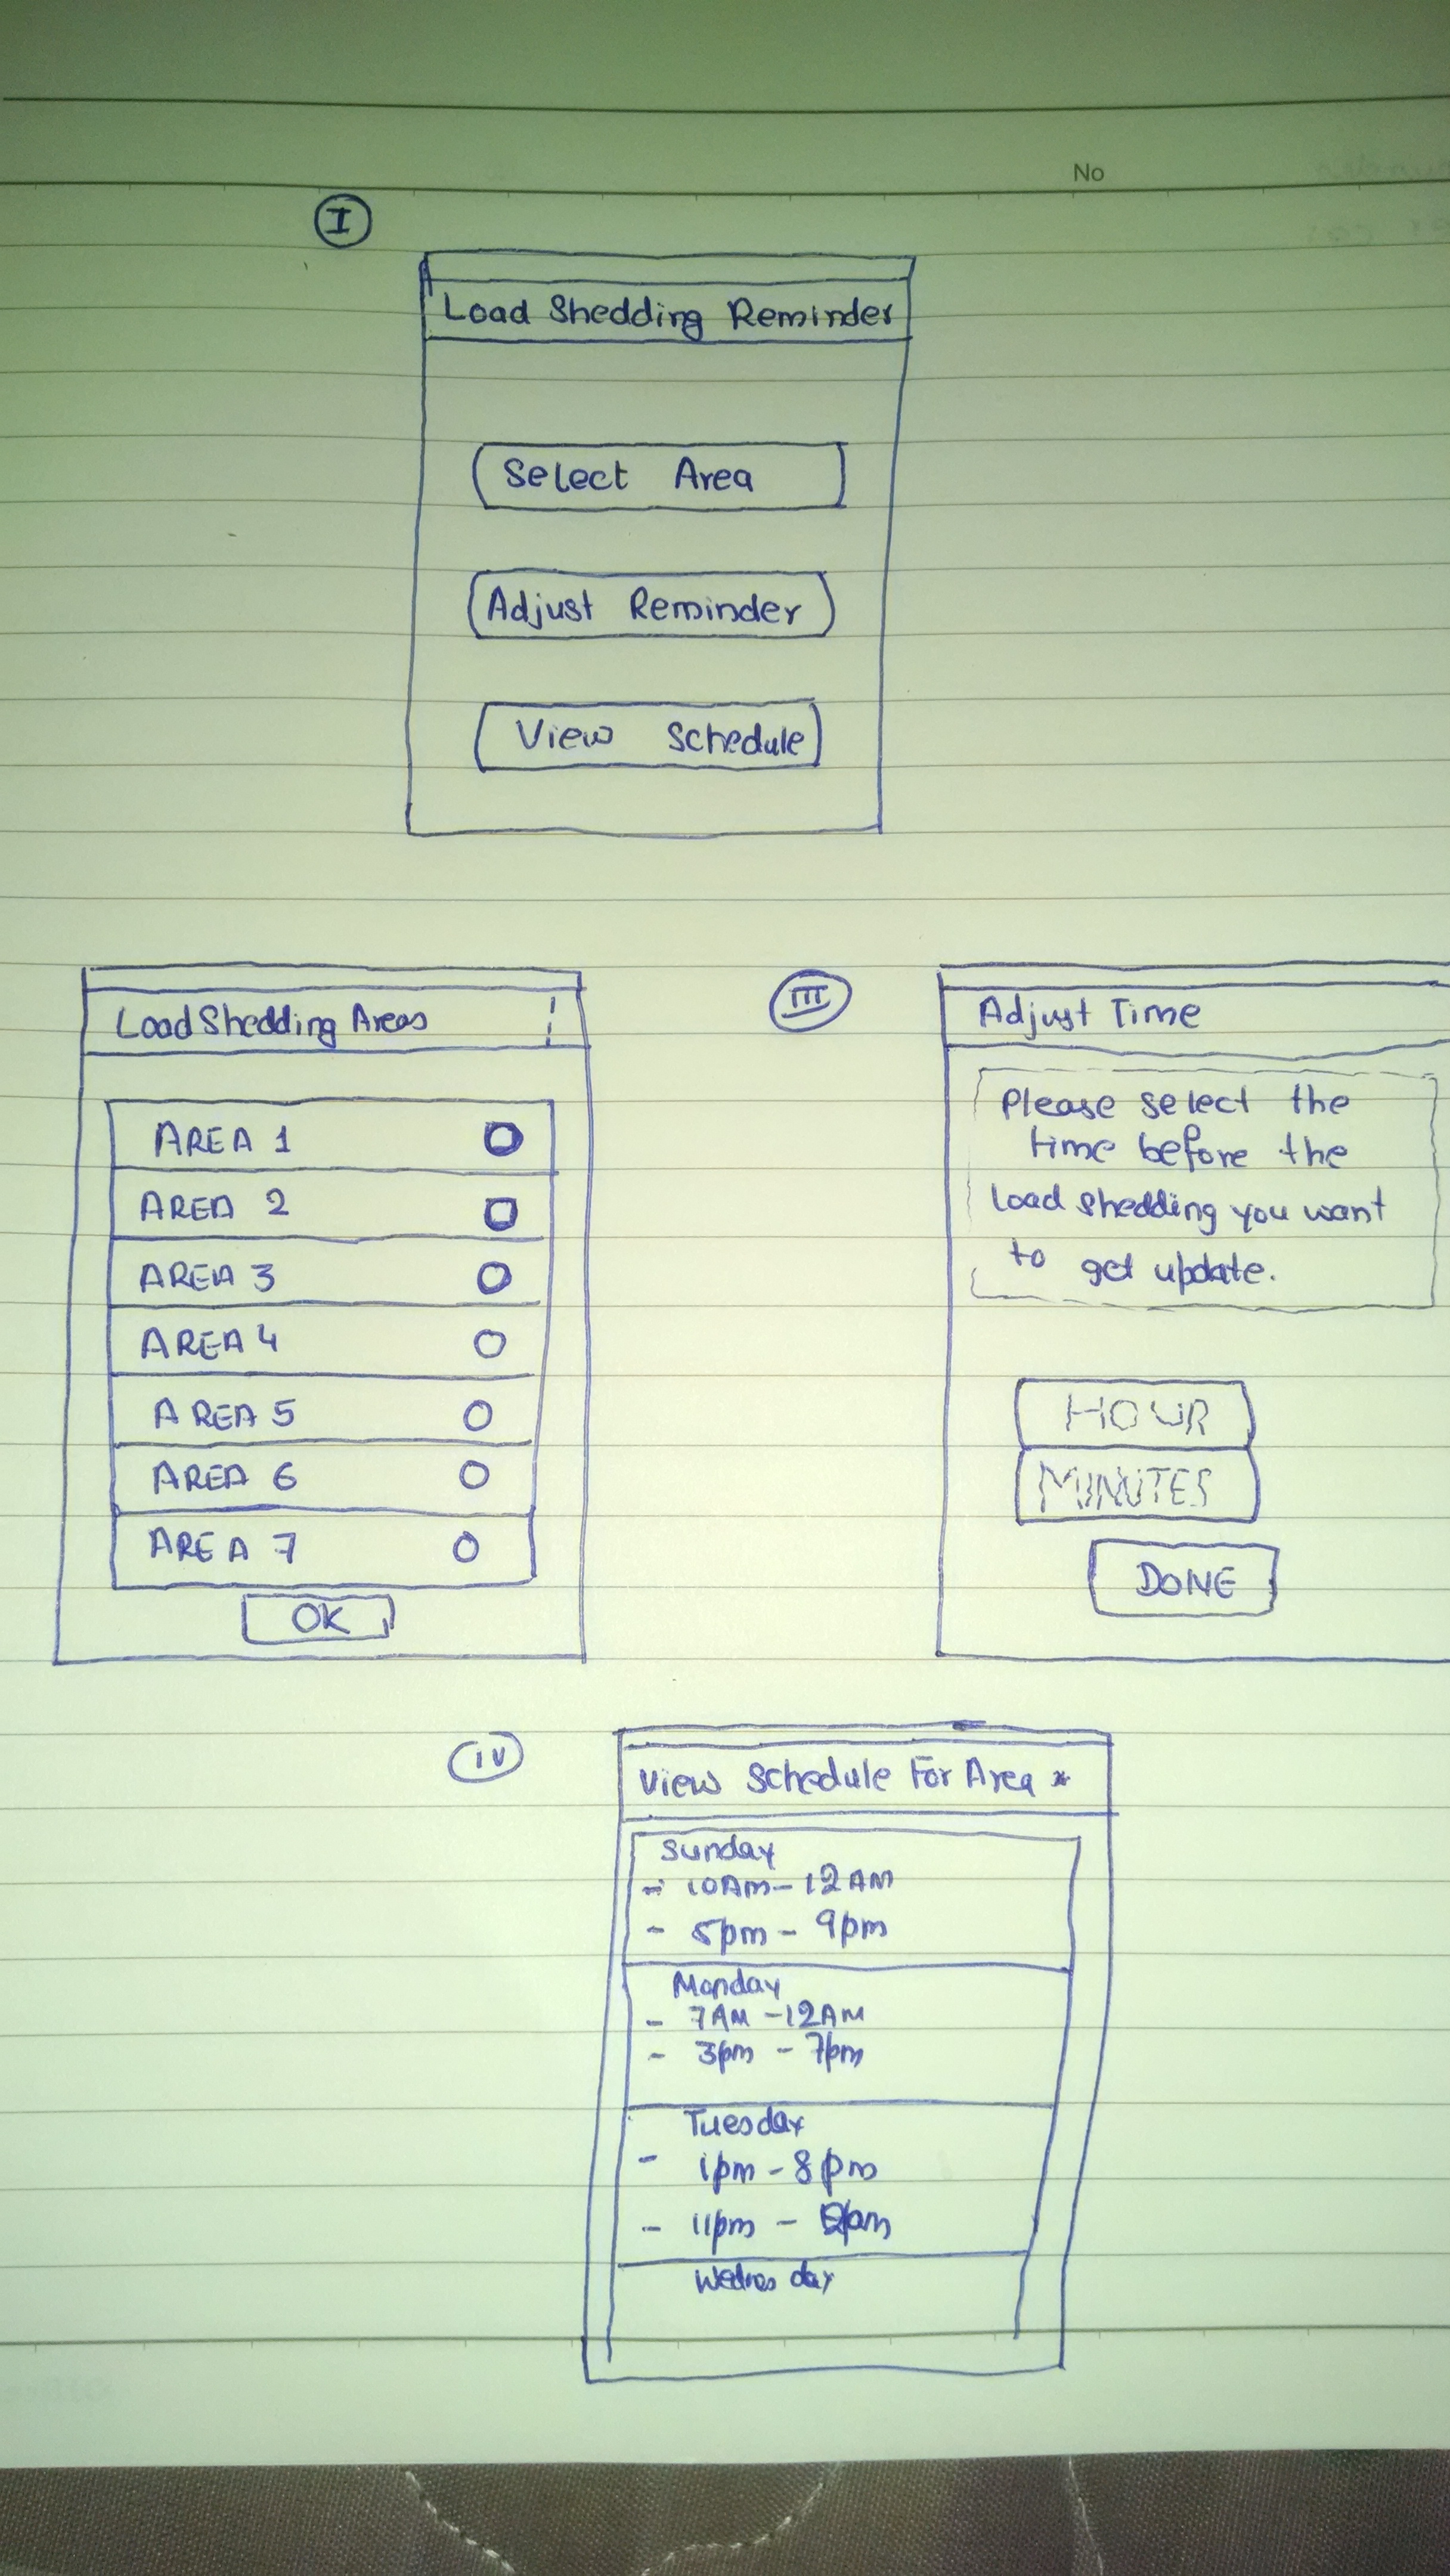 No
I
Load Shedding Reminder
Select Area
Adjust Reminder
View Schedule
Load Shedding Areas
AREA 1
AREA 2
AREA 3
AREA 4
AREA 5
AREA 6
AREA 7
OK
III
Adjust Time
Please select the
time before the
load shedding you want
to get update.
HOUR
MINUTES
DONE
iv
View Schedule For Area *
Sunday
- 10AM - 12AM
- 5pm - 9pm
Monday
- 7AM - 12AM
- 3pm - 7pm
Tuesday
- 1pm - 8pm
- 11pm -
Wednesday